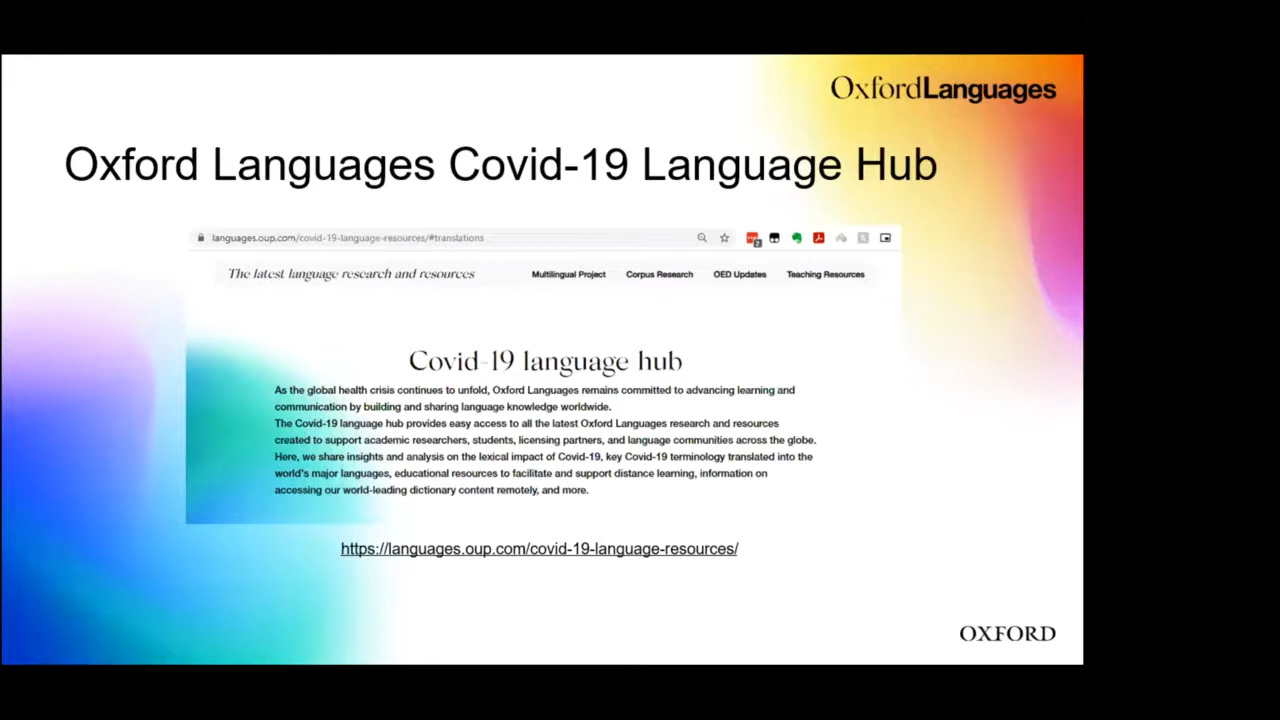 OxfordLanguages
Oxford Languages Covid-19 Language Hub
languages.oup.com/covid-19-language-resources/#translations
The latest language research and resources
Multilingual Project Corpus Research OED Updates Teaching Resources
Covid-19 language hub
As the global health crisis continues to unfold, Oxford Languages remains committed to advancing learning and
communication by building and sharing language knowledge worldwide.
The Covid-19 language hub provides easy access to all the latest Oxford Languages research and resources
created to support academic researchers, students, licensing partners, and language communities across the globe.
Here, we share insights and analysis on the lexical impact of Covid-19, key Covid-19 terminology translated into the
world's major languages, educational resources to facilitate and support distance learning, information on
accessing our world-leading dictionary content remotely, and more.
https://languages.oup.com/covid-19-language-resources/
OXFORD